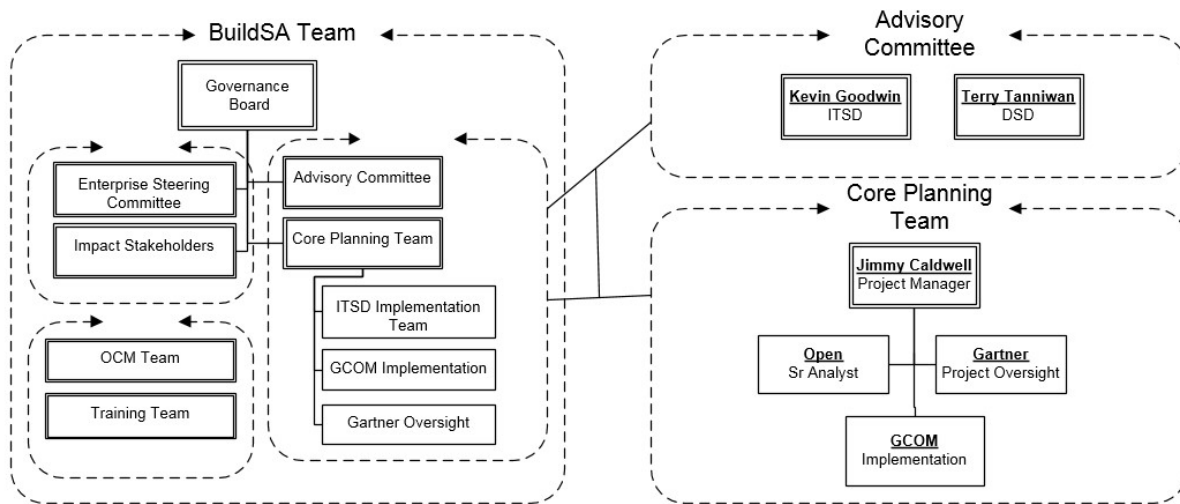 BuildSA Team
Governance
Board
Enterprise Steering
Committee
Impact Stakeholders
Advisory Committee
Core Planning Team
ITSD Implementation
Team
GCOM Implementation
Gartner Oversight
OCM Team
Training Team
Advisory
Committee
Kevin Goodwin
ITSD
Terry Tanniwan
DSD
Core Planning
Team
Jimmy Caldwell
Project Manager
Open
Sr Analyst
Gartner
Project Oversight
GCOM
Implementation